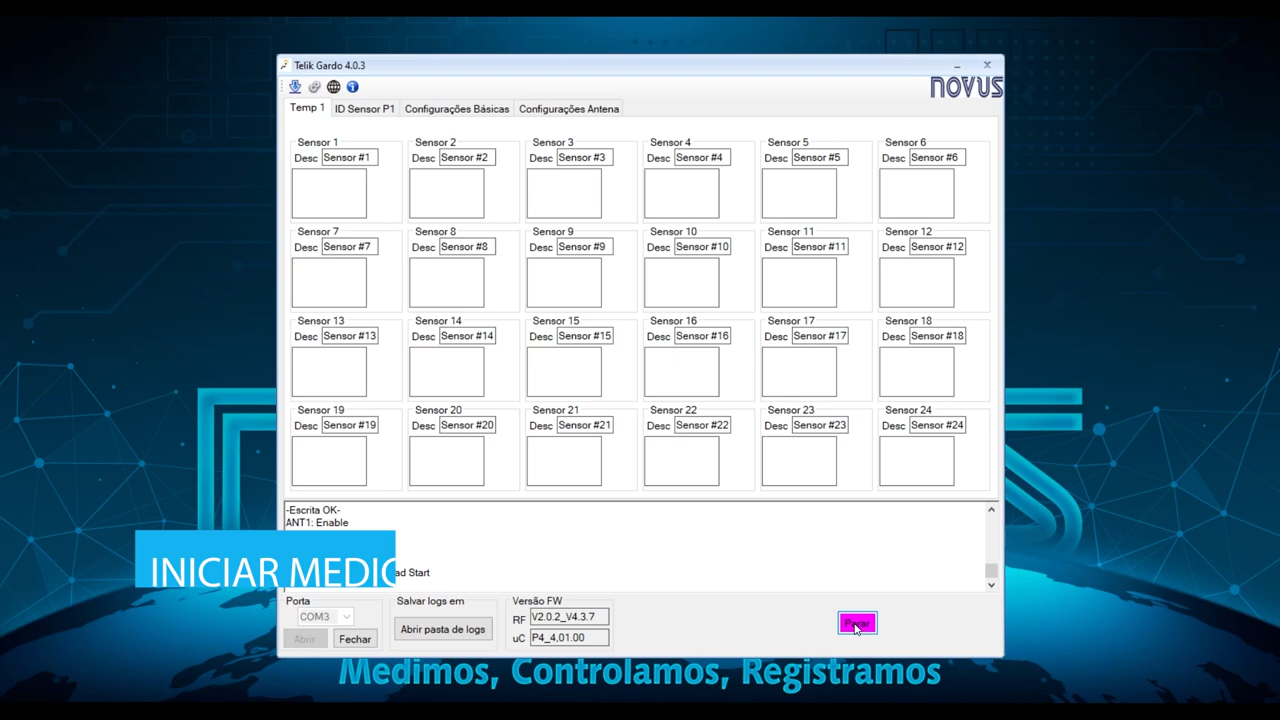 Telik Gardo 4.0.3
NOVUS
Temp 1 ID Sensor P1 Configurações Básicas Configurações Antena
Sensor 1 Sensor 2 Sensor 3 Sensor 4 Sensor 5 Sensor 6
Desc Sensor #1 Desc Sensor #2 Desc Sensor #3 Desc Sensor #4 Desc Sensor #5 Desc Sensor #6
Sensor 7 Sensor 8 Sensor 9 Sensor 10 Sensor 11 Sensor 12
Desc Sensor #7 Desc Sensor #8 Desc Sensor #9 Desc Sensor #10 Desc Sensor #11 Desc Sensor #12
Sensor 13 Sensor 14 Sensor 15 Sensor 16 Sensor 17 Sensor 18
Desc Sensor #13 Desc Sensor #14 Desc Sensor #15 Desc Sensor #16 Desc Sensor #17 Desc Sensor #18
Sensor 19 Sensor 20 Sensor 21 Sensor 22 Sensor 23 Sensor 24
Desc Sensor #19 Desc Sensor #20 Desc Sensor #21 Desc Sensor #22 Desc Sensor #23 Desc Sensor #24
-Escrita OK-
ANT1: Enable
ad Start
INICIAR MEDIC
Porta Salvar logs em Versão FW
COM3 RF V2.0.2_V4.3.7
Abrir Fechar Abrir pasta de logs uC P4_4.01.00
Parar
Medimos, Controlamos, Registramos